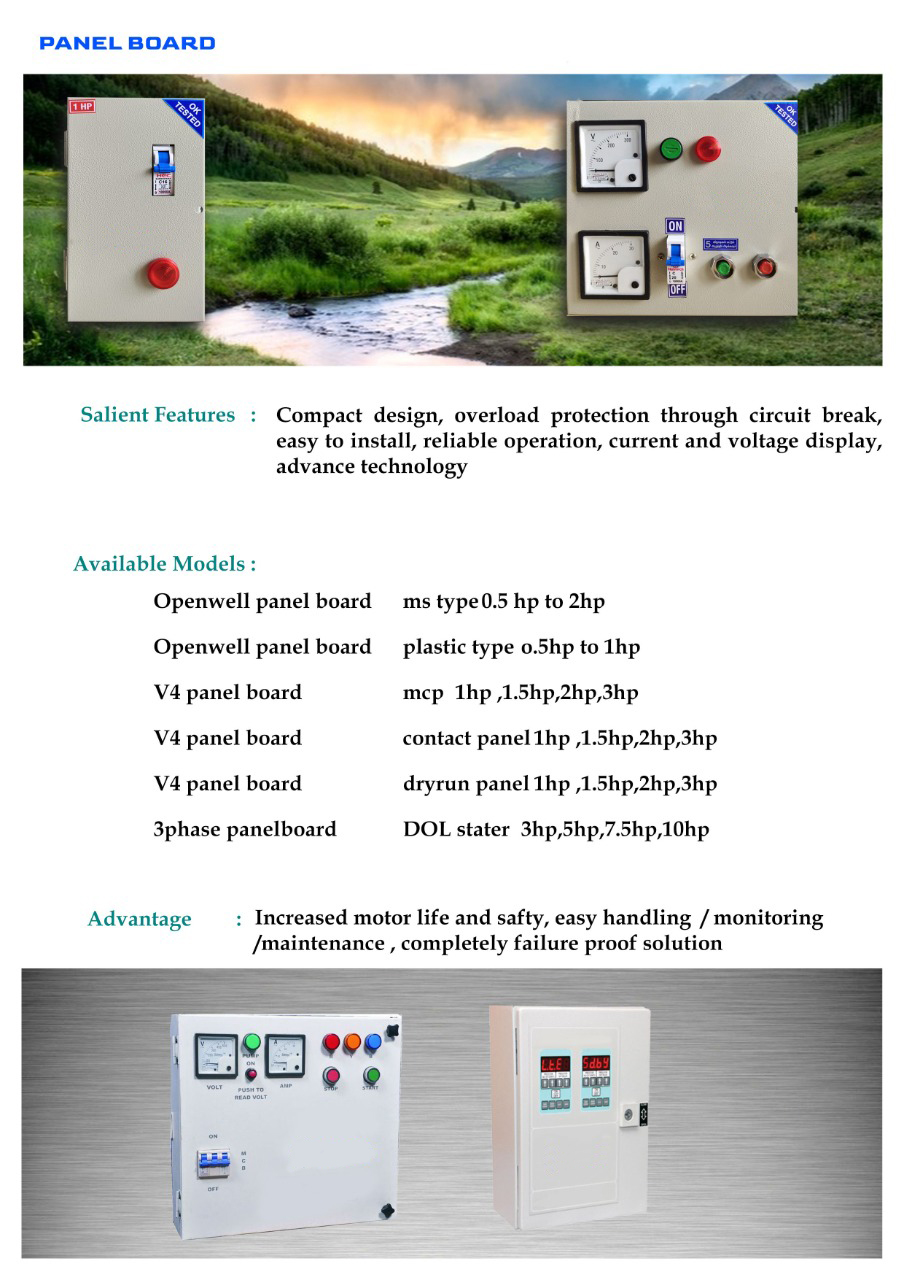 PANEL BOARD
1 HP
OK
TESTED
OK
TESTED
V
A
ON
5
OFF
Salient Features : Compact design, overload protection through circuit break,
easy to install, reliable operation, current and voltage display,
advance technology
Available Models :
Openwell panel board ms type 0.5 hp to 2hp
Openwell panel board plastic type o.5hp to 1hp
V4 panel board mcp 1hp ,1.5hp,2hp,3hp
V4 panel board contact panel 1hp ,1.5hp,2hp,3hp
V4 panel board dryrun panel 1hp ,1.5hp,2hp,3hp
3phase panelboard DOL stater 3hp,5hp,7.5hp,10hp
Advantage : Increased motor life and safty, easy handling / monitoring
/maintenance , completely failure proof solution
V
A
PUMP
ON
VOLT
PUSH TO
READ VOLT
AMP
STOP
START
ON
M
C
B
OFF